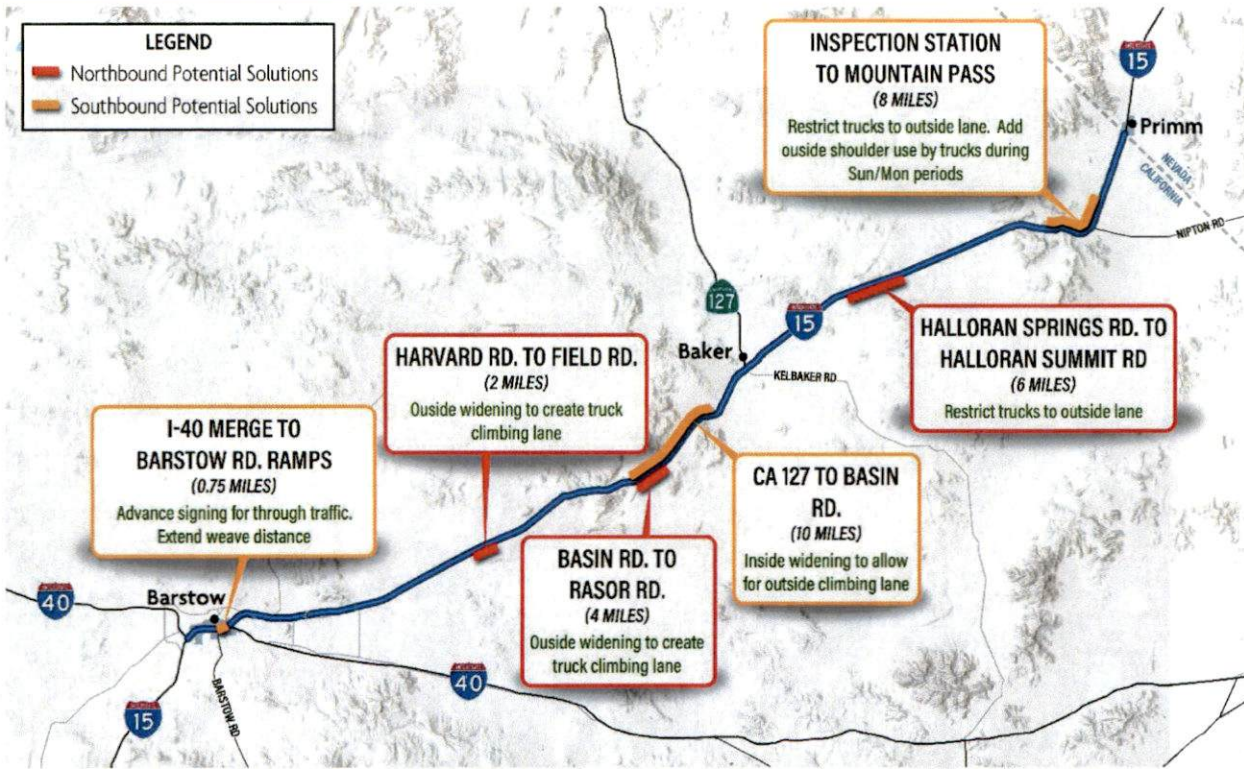 LEGEND
Northbound Potential Solutions
Southbound Potential Solutions
INSPECTION STATION
TO MOUNTAIN PASS
(8 MILES)
Restrict trucks to outside lane. Add
ouside shoulder use by trucks during
Sun/Mon periods
15
Primm
NEVADA
CALIFORNIA
NIPTON RD
127
15
Baker
KELBAKER RD
HALLORAN SPRINGS RD. TO
HALLORAN SUMMIT RD
(6 MILES)
Restrict trucks to outside lane
HARVARD RD. TO FIELD RD.
(2 MILES)
Ouside widening to create truck
climbing lane
I-40 MERGE TO
BARSTOW RD. RAMPS
(0.75 MILES)
Advance signing for through traffic.
Extend weave distance
CA 127 TO BASIN
RD.
(10 MILES)
Inside widening to allow
for outside climbing lane
BASIN RD. TO
RASOR RD.
(4 MILES)
Ouside widening to create
truck climbing lane
40
Barstow
BARSTOW RD
40
15